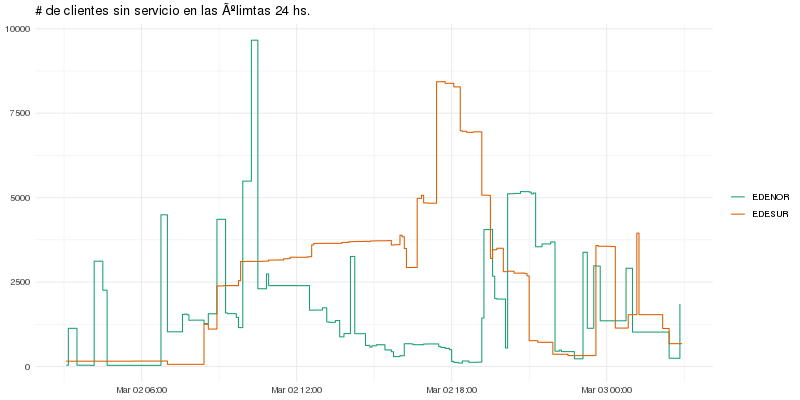 # de clientes sin servicio en las Ãºlimtas 24 hs.
10000
7500
5000
2500
0
Mar 02 06:00
Mar 02 12:00
Mar 02 18:00
Mar 03 00:00
EDENOR
EDESUR